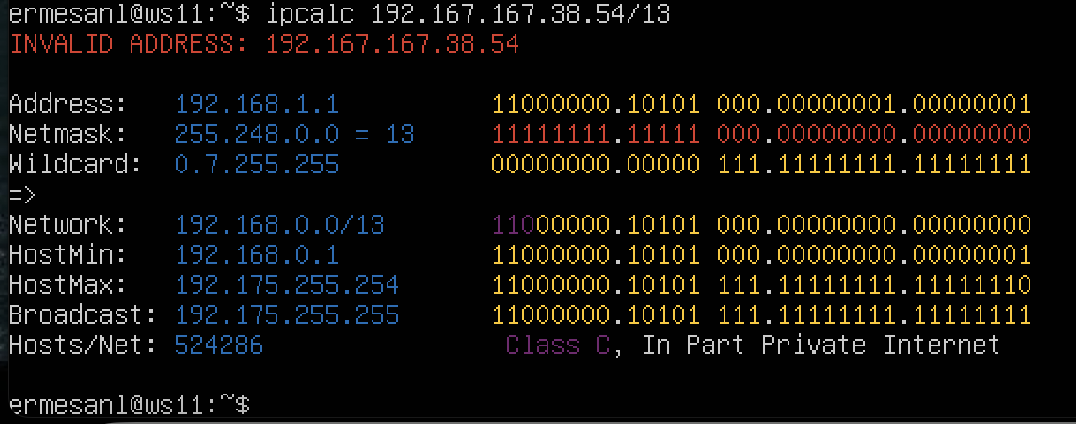 ermesanl@ws11:~$ ipcalc 192.167.167.38.54/13
INVALID ADDRESS: 192.167.167.38.54
Address: 192.168.1.1 11000000.10101 000.00000001.00000001
Netmask: 255.248.0.0 = 13 11111111.11111 000.00000000.00000000
Wildcard: 0.7.255.255 00000000.00000 111.11111111.11111111
=>
Network: 192.168.0.0/13 11000000.10101 000.00000000.00000000
HostMin: 192.168.0.1 11000000.10101 000.00000000.00000001
HostMax: 192.175.255.254 11000000.10101 111.11111111.11111110
Broadcast: 192.175.255.255 11000000.10101 111.11111111.11111111
Hosts/Net: 524286 Class C, In Part Private Internet
ermesanl@ws11:~$